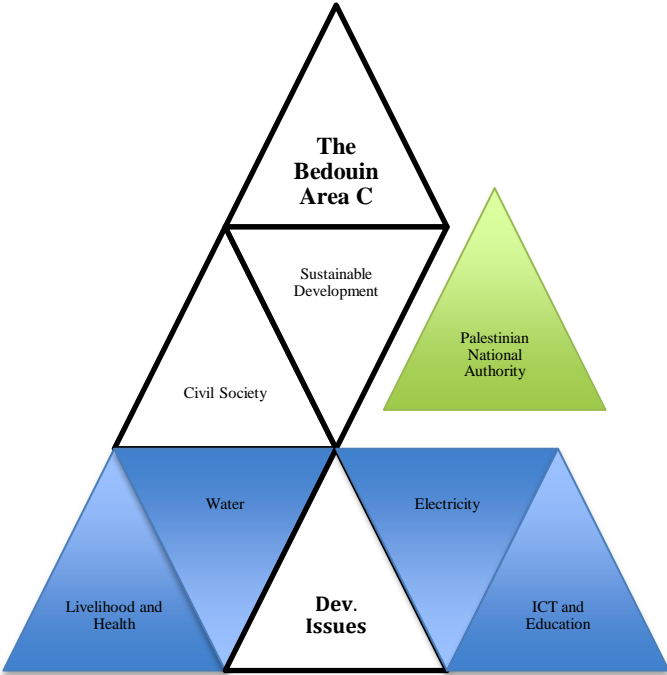 The
Bedouin
Area C
Sustainable
Development
Palestinian
National
Authority
Civil Society
Water
Electricity
Livelihood and
Health
Dev.
Issues
ICT and
Education